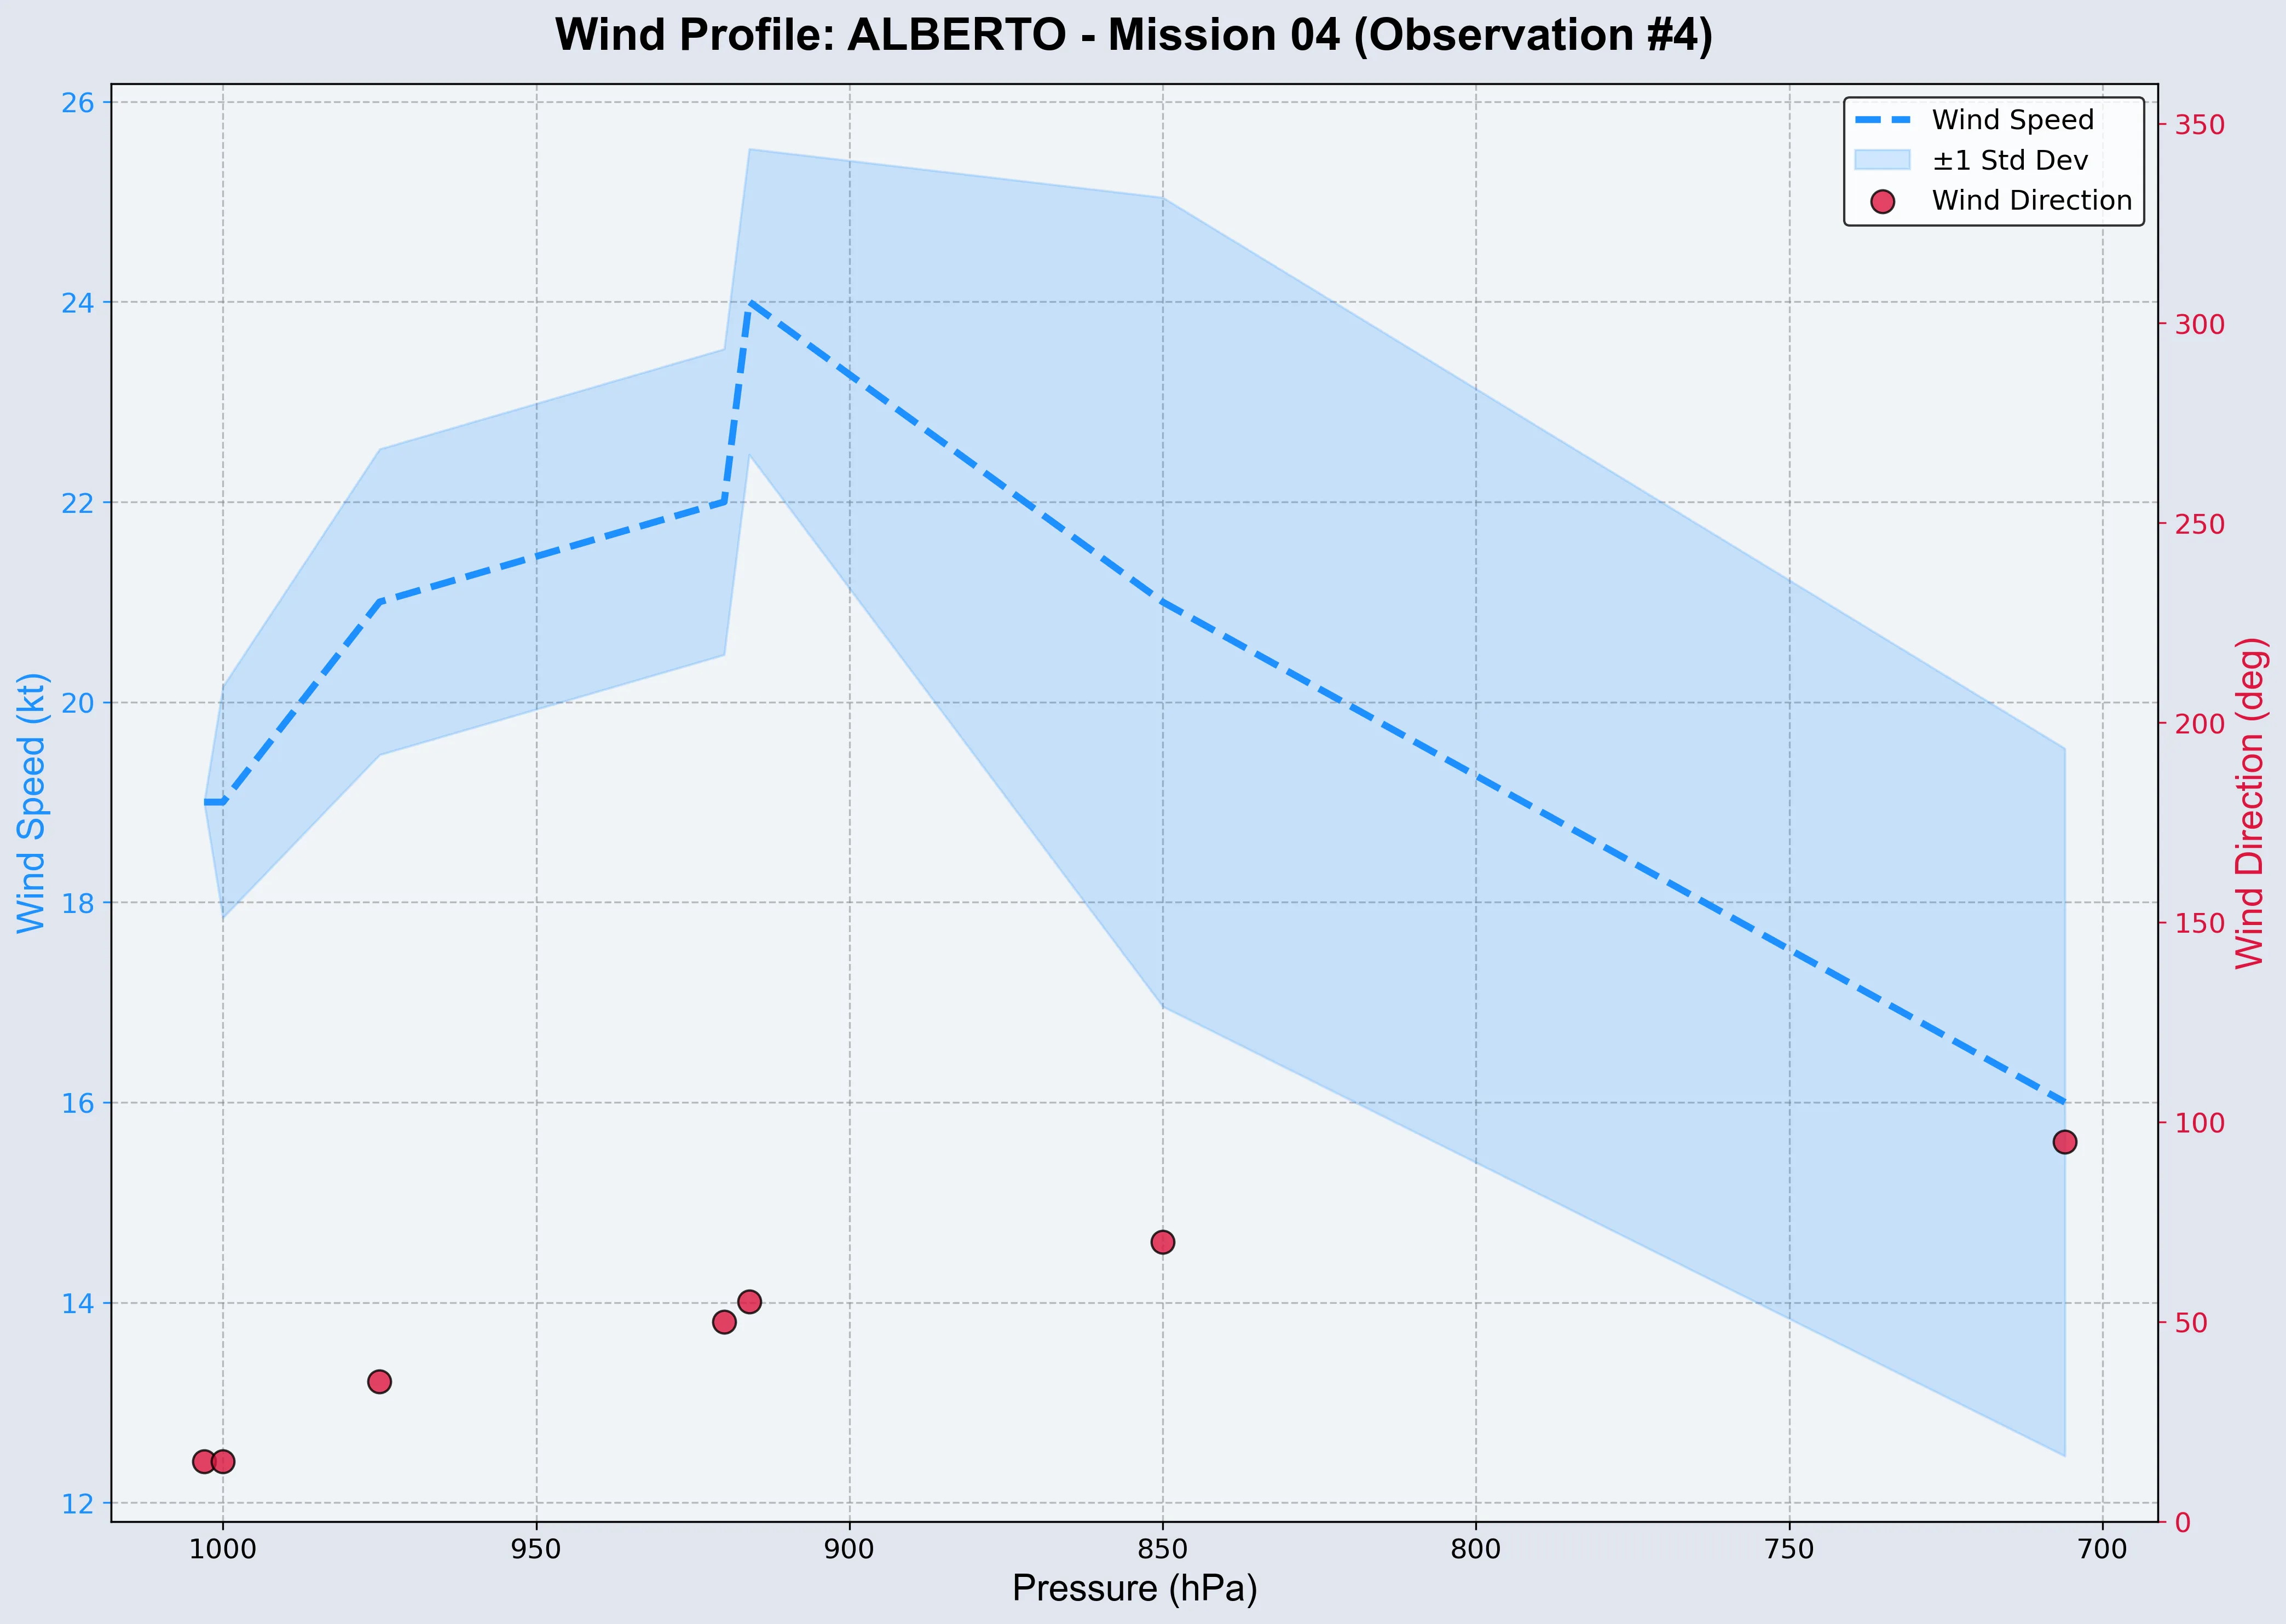 Wind Profile: ALBERTO - Mission 04 (Observation #4)
Wind Speed
±1 Std Dev
Wind Direction
Wind Speed (kt)
26
24
22
20
18
16
14
12
350
300
250
200
150
100
50
0
Wind Direction (deg)
1000 950 900 850 800 750 700
Pressure (hPa)